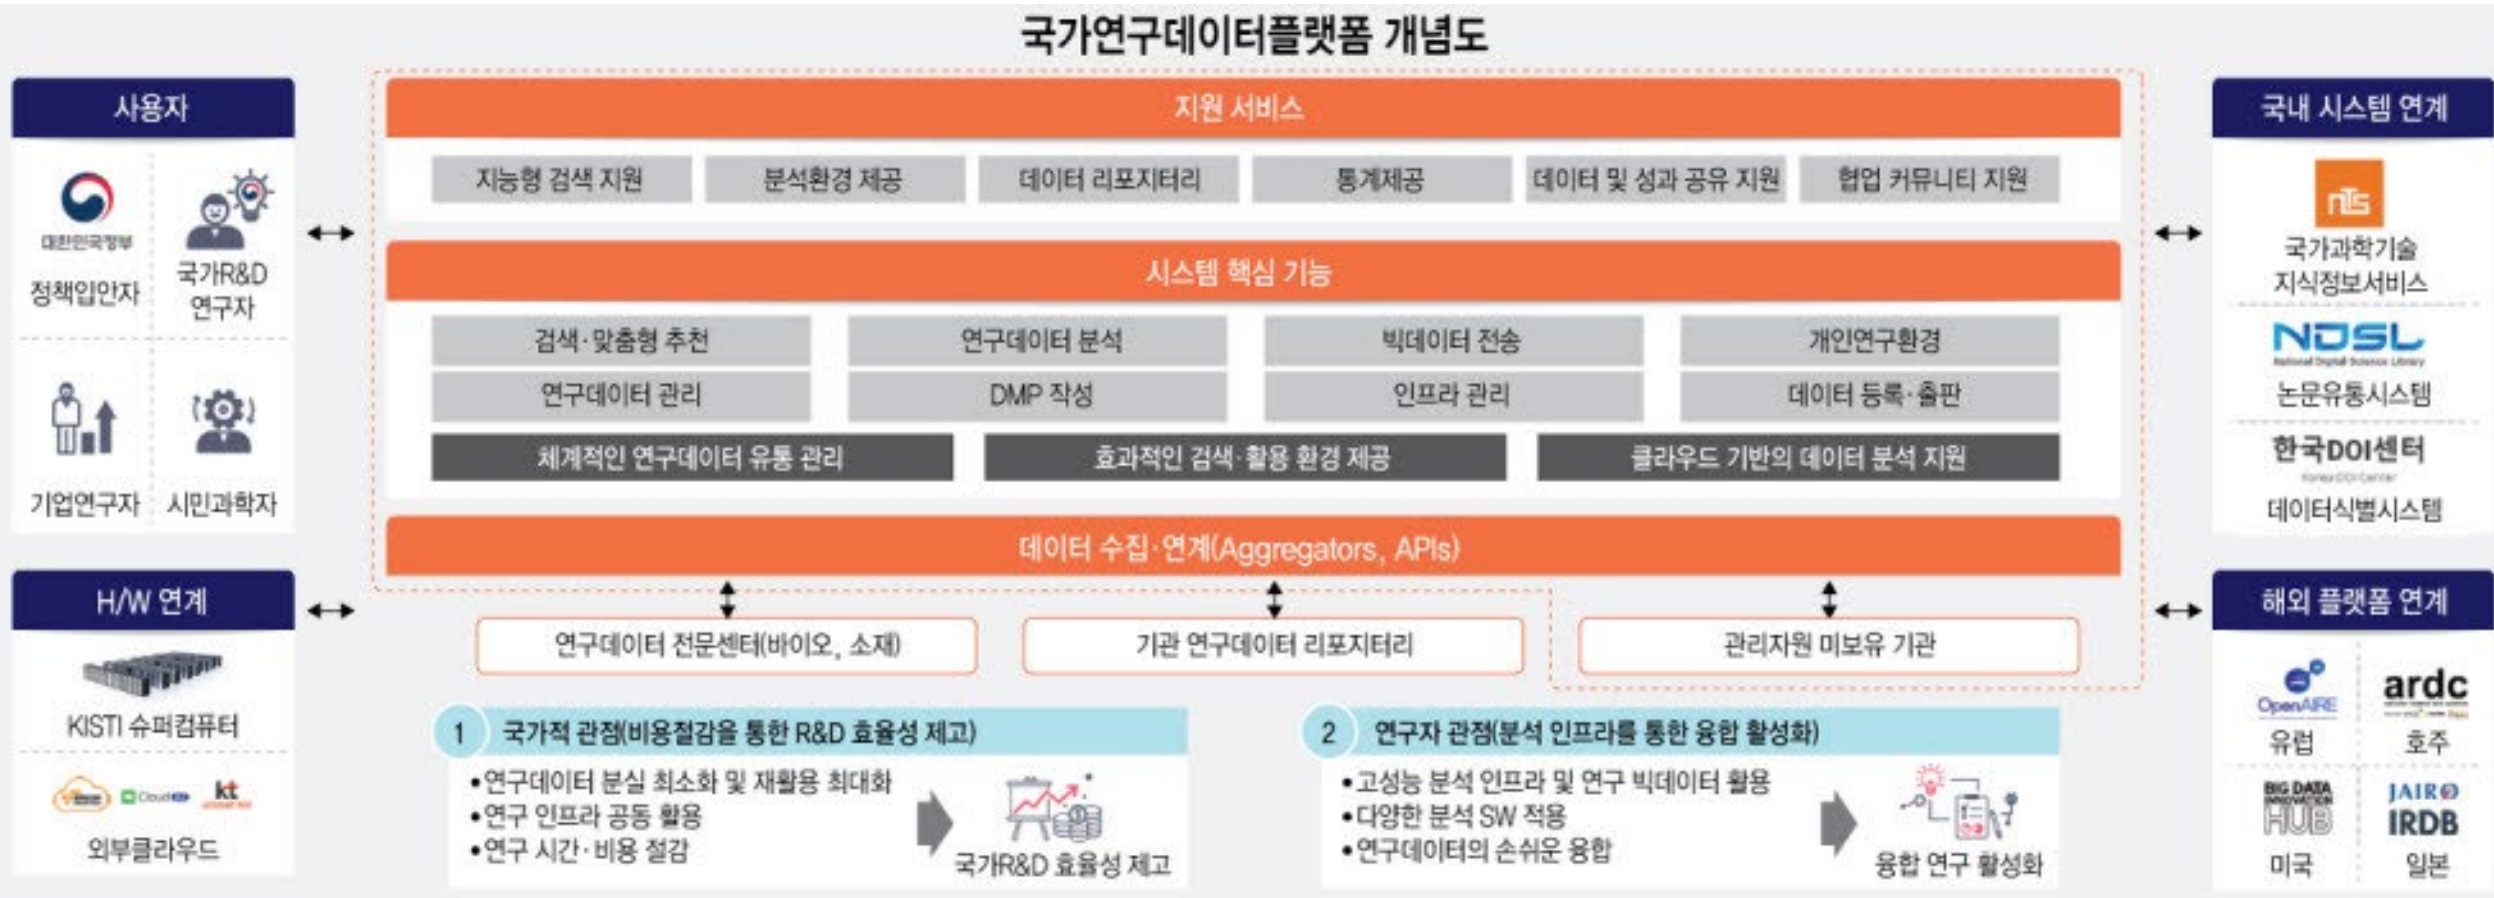 국가연구데이터플랫폼 개념도
사용자
대한민국정부
정책입안자
국가R&D
연구자
기업연구자
시민과학자
H/W 연계
KISTI 슈퍼컴퓨터
kt
외부클라우드
지원 서비스
지능형 검색 지원
분석환경 제공
데이터 리포지터리
통계제공
데이터 및 성과 공유 지원
협업 커뮤니티 지원
시스템 핵심 기능
검색·맞춤형 추천
연구데이터 분석
빅데이터 전송
개인연구환경
연구데이터 관리
DMP 작성
인프라 관리
데이터 등록·출판
체계적인 연구데이터 유통 관리
효과적인 검색·활용 환경 제공
클라우드 기반의 데이터 분석 지원
데이터 수집·연계(Aggregators, APIs)
연구데이터 전문센터(바이오, 소재)
기관 연구데이터 리포지터리
관리자원 미보유 기관
1 국가적 관점(비용절감을 통한 R&D 효율성 제고)
•연구데이터 분실 최소화 및 재활용 최대화
•연구 인프라 공동 활용
•연구 시간·비용 절감
국가R&D 효율성 제고
2 연구자 관점(분석 인프라를 통한 융합 활성화)
•고성능 분석 인프라 및 연구 빅데이터 활용
•다양한 분석 SW 적용
•연구데이터의 손쉬운 융합
융합 연구 활성화
국내 시스템 연계
국가과학기술
지식정보서비스
NDSL
National Digital Science Library
논문유통시스템
한국DOI센터
Korea DOI Center
데이터식별시스템
해외 플랫폼 연계
OpenAIRE
유럽
ardc
호주
BIG DATA
INNOVATION
HUB
미국
JAIRO
IRDB
일본